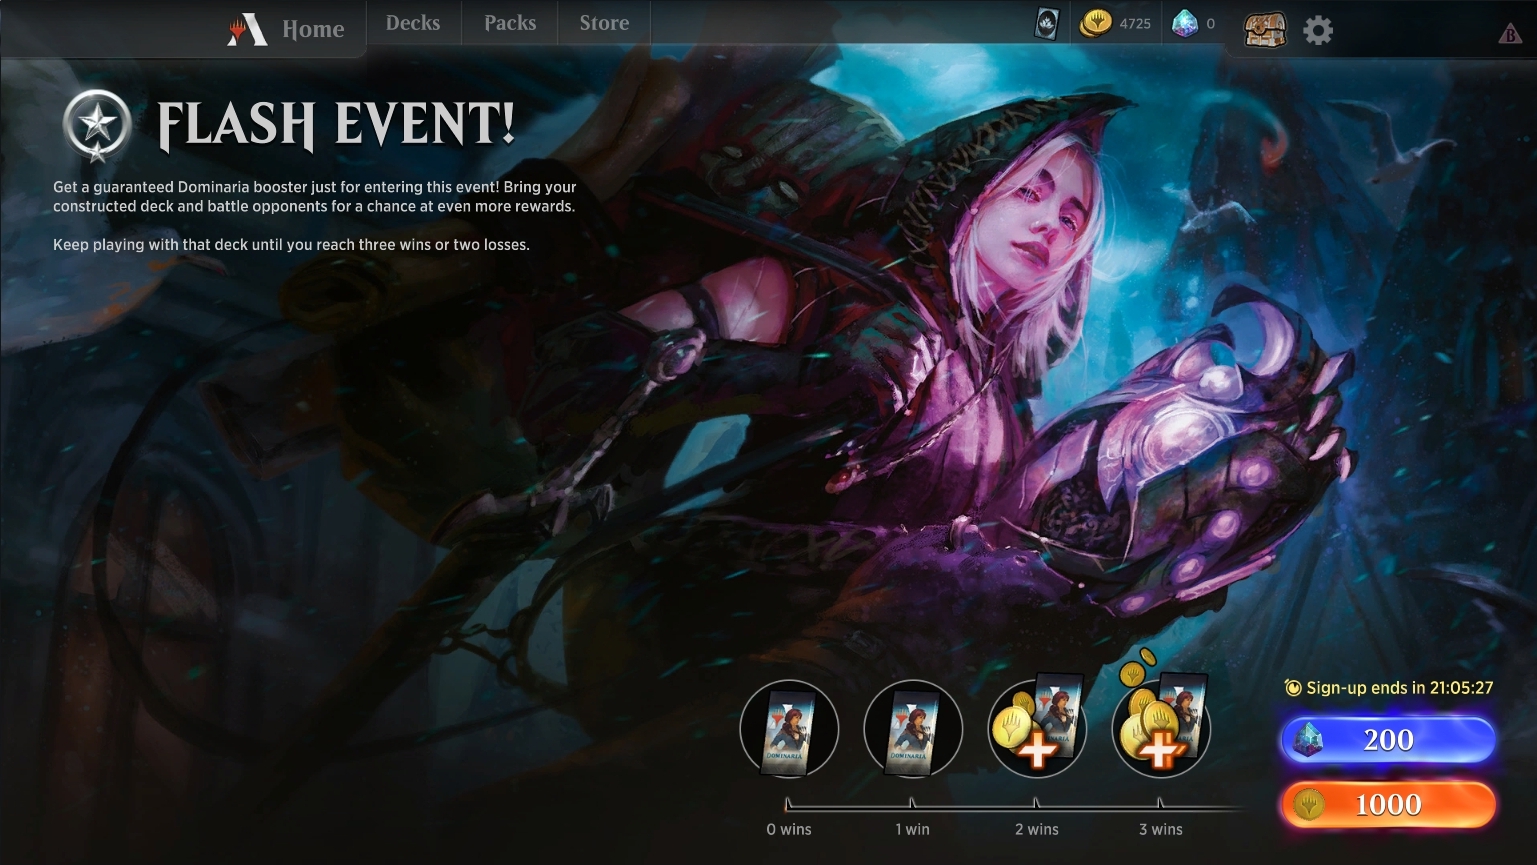 Home
Decks
Packs
Store
4725
0
B
FLASH EVENT!
Get a guaranteed Dominaria booster just for entering this event! Bring your
constructed deck and battle opponents for a chance at even more rewards.
Keep playing with that deck until you reach three wins or two losses.
Sign-up ends in 21:05:27
200
1000
DOMINARIA
DOMINARIA
0 wins
1 win
2 wins
3 wins